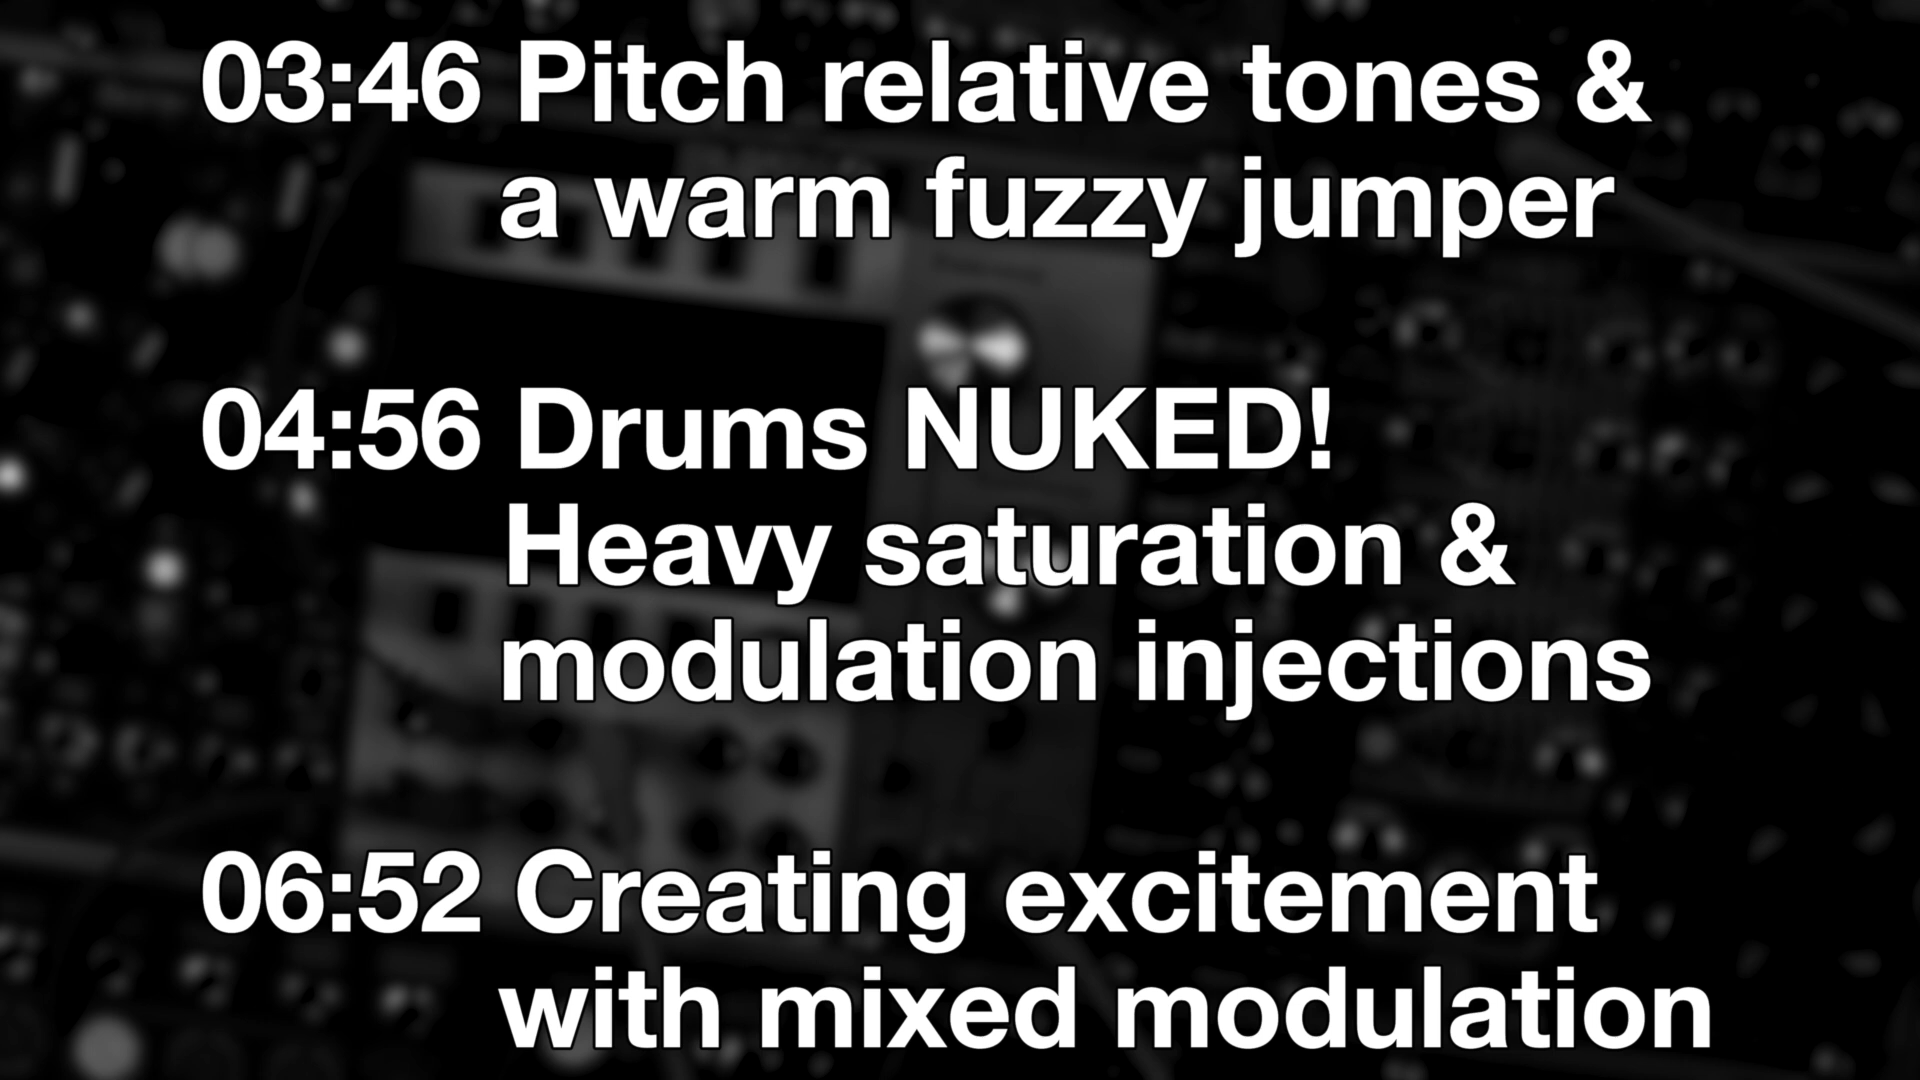 03:46 Pitch relative tones &
a warm fuzzy jumper
04:56 Drums NUKED!
Heavy saturation &
modulation injections
06:52 Creating excitement
with mixed modulation